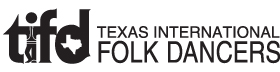 tifd
TEXAS INTERNATIONAL
FOLK DANCERS